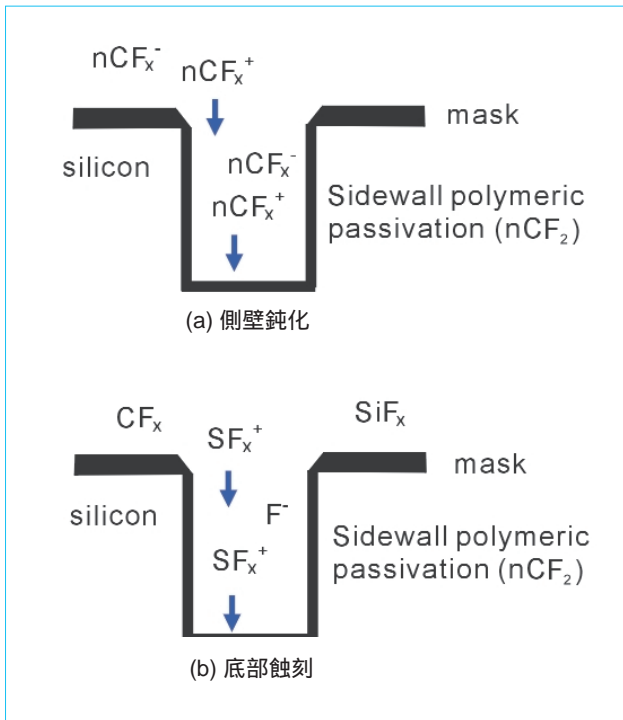 nCFₓ⁻
nCFₓ⁺
mask
silicon
nCFₓ⁻
nCFₓ⁺
Sidewall polymeric
passivation (nCF₂)
(a) 側壁鈍化
CFₓ
SiFₓ
SFₓ⁺
mask
silicon
F⁻
Sidewall polymeric
passivation (nCF₂)
SFₓ⁺
(b) 底部蝕刻